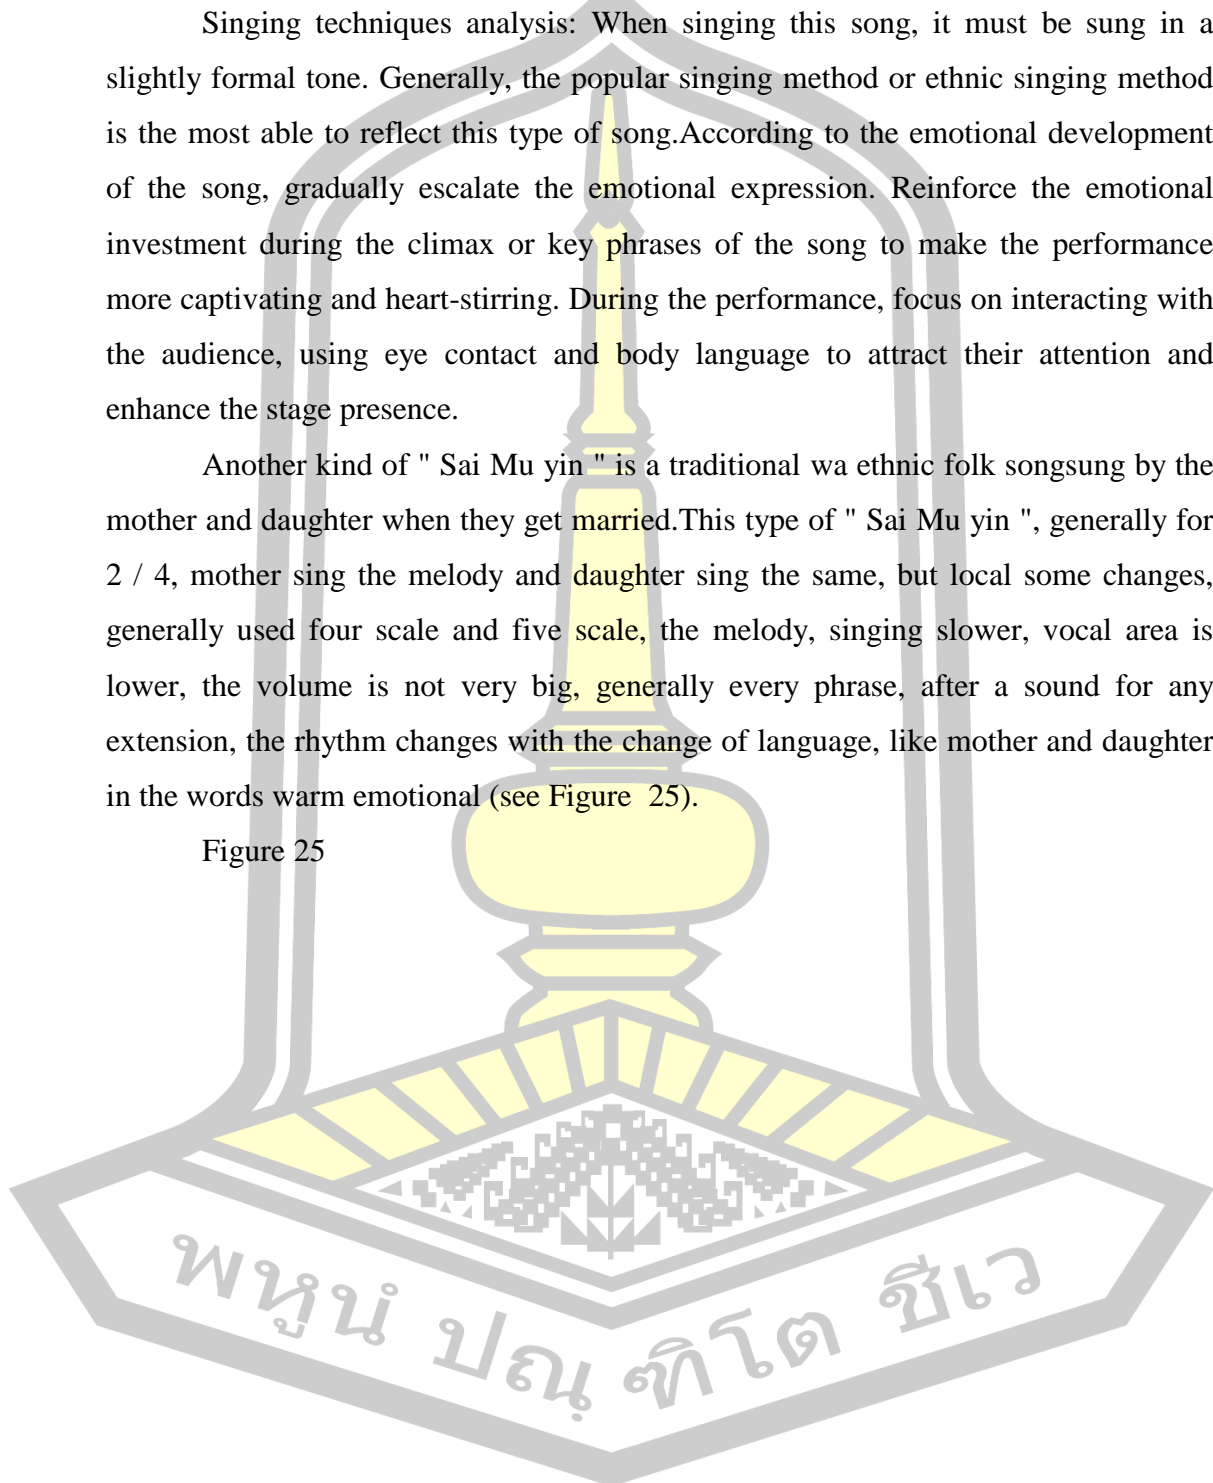 Singing techniques analysis: When singing this song, it must be sung in a
slightly formal tone. Generally, the popular singing method or ethnic singing method
is the most able to reflect this type of song.According to the emotional development
of the song, gradually escalate the emotional expression. Reinforce the emotional
investment during the climax or key phrases of the song to make the performance
more captivating and heart-stirring. During the performance, focus on interacting with
the audience, using eye contact and body language to attract their attention and
enhance the stage presence.
Another kind of " Sai Mu yin " is a traditional wa ethnic folk songsung by the
mother and daughter when they get married.This type of " Sai Mu yin ", generally for
2 / 4, mother sing the melody and daughter sing the same, but local some changes,
generally used four scale and five scale, the melody, singing slower, vocal area is
lower, the volume is not very big, generally every phrase, after a sound for any
extension, the rhythm changes with the change of language, like mother and daughter
in the words warm emotional (see Figure  25).
Figure 25
พหูนํ ปณฺฑิโต ชีเว